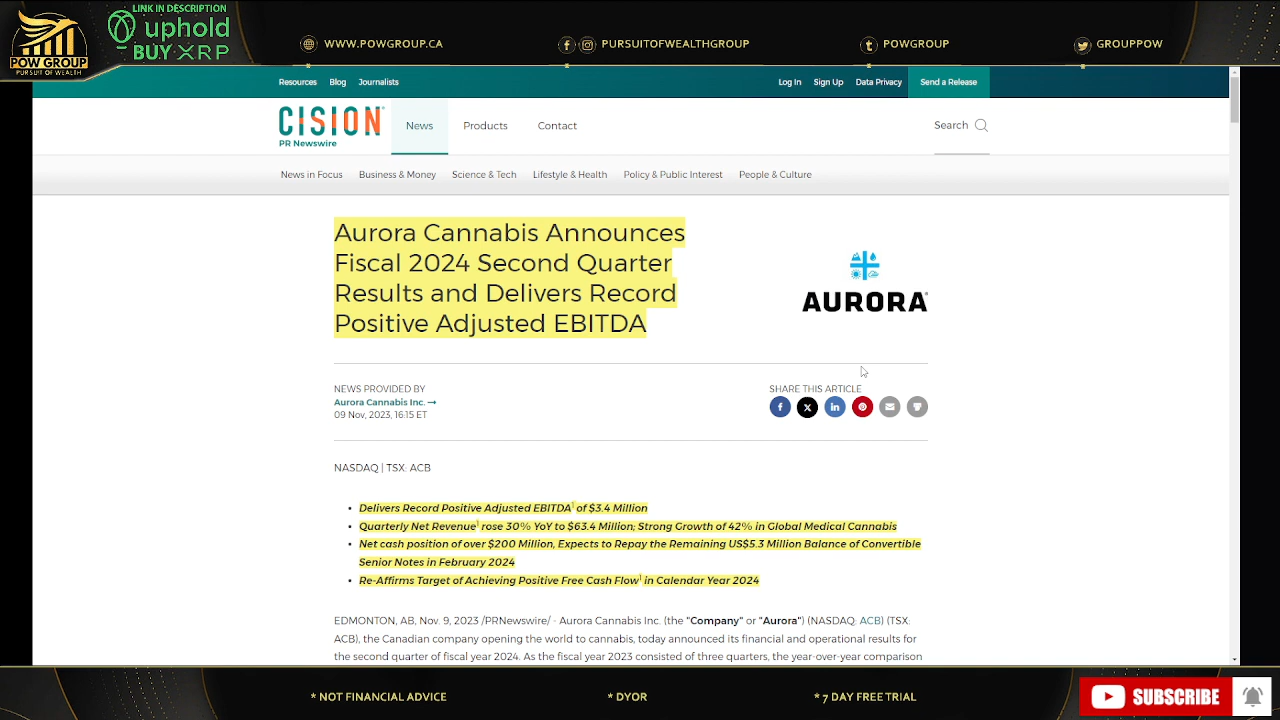 LINK IN DESCRIPTION
uphold
BUY XRP
POW GROUP
PURSUIT OF WEALTH
WWW.POWGROUP.CA
PURSUITOFWEALTHGROUP
POWGROUP
GROUPPOW
Resources Blog Journalists
Log In Sign Up Data Privacy Send a Release
CISION
PR Newswire
News Products Contact
Search
News in Focus Business & Money Science & Tech Lifestyle & Health Policy & Public Interest People & Culture
Aurora Cannabis Announces
Fiscal 2024 Second Quarter
Results and Delivers Record
Positive Adjusted EBITDA
AURORA
NEWS PROVIDED BY
Aurora Cannabis Inc. →
09 Nov, 2023, 16:15 ET
SHARE THIS ARTICLE
NASDAQ | TSX: ACB
• Delivers Record Positive Adjusted EBITDA¹ of $3.4 Million
• Quarterly Net Revenue¹ rose 30% YoY to $63.4 Million; Strong Growth of 42% in Global Medical Cannabis
• Net cash position of over $200 Million, Expects to Repay the Remaining US$5.3 Million Balance of Convertible
Senior Notes in February 2024
• Re-Affirms Target of Achieving Positive Free Cash Flow¹ in Calendar Year 2024
EDMONTON, AB, Nov. 9, 2023 /PRNewswire/ - Aurora Cannabis Inc. (the "Company" or "Aurora") (NASDAQ: ACB) (TSX:
ACB), the Canadian company opening the world to cannabis, today announced its financial and operational results for
the second quarter of fiscal year 2024. As the fiscal year 2023 consisted of three quarters, the year-over-year comparison
* NOT FINANCIAL ADVICE
* DYOR
* 7 DAY FREE TRIAL
SUBSCRIBE